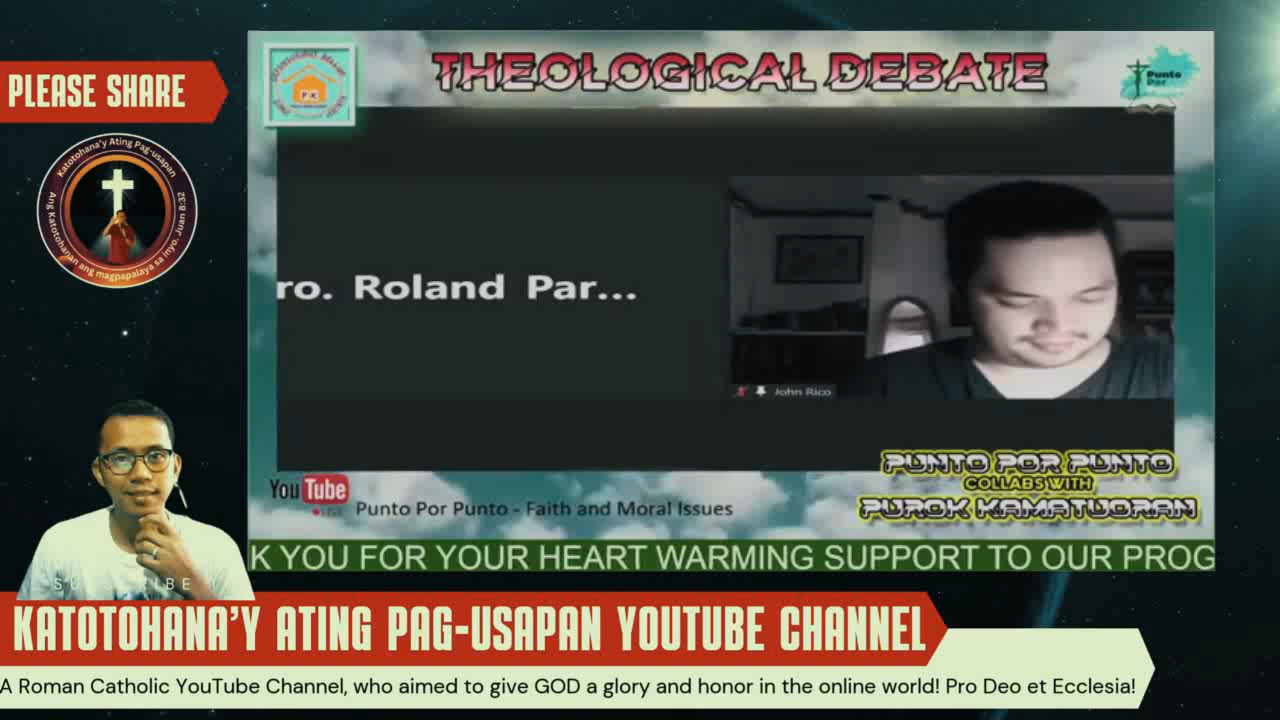 PLEASE SHARE
Katotohana'y Ating Pag-usapan
Ang Katotohanan ang magpapalaya sa inyo. Juan 8:32
THEOLOGICAL DEBATE
PK
Punto
Por
ro. Roland Par...
John Rico
YouTube
LIVE
Punto Por Punto - Faith and Moral Issues
PUNTO POR PUNTO
COLLABS WITH
PUROK KAMATUORAN
K YOU FOR YOUR HEART WARMING SUPPORT TO OUR PROG
KATOTOHANA'Y ATING PAG-USAPAN YOUTUBE CHANNEL
A Roman Catholic YouTube Channel, who aimed to give GOD a glory and honor in the online world! Pro Deo et Ecclesia!